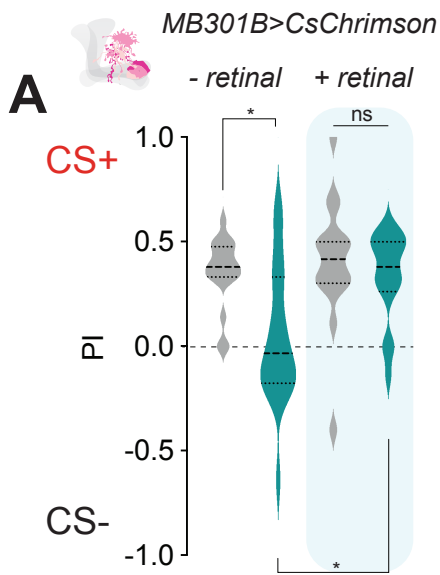 MB301B>CsChrimson
- retinal + retinal
A
* ns
CS+
1.0
0.5
PI
0.0
-0.5
CS-
-1.0
*